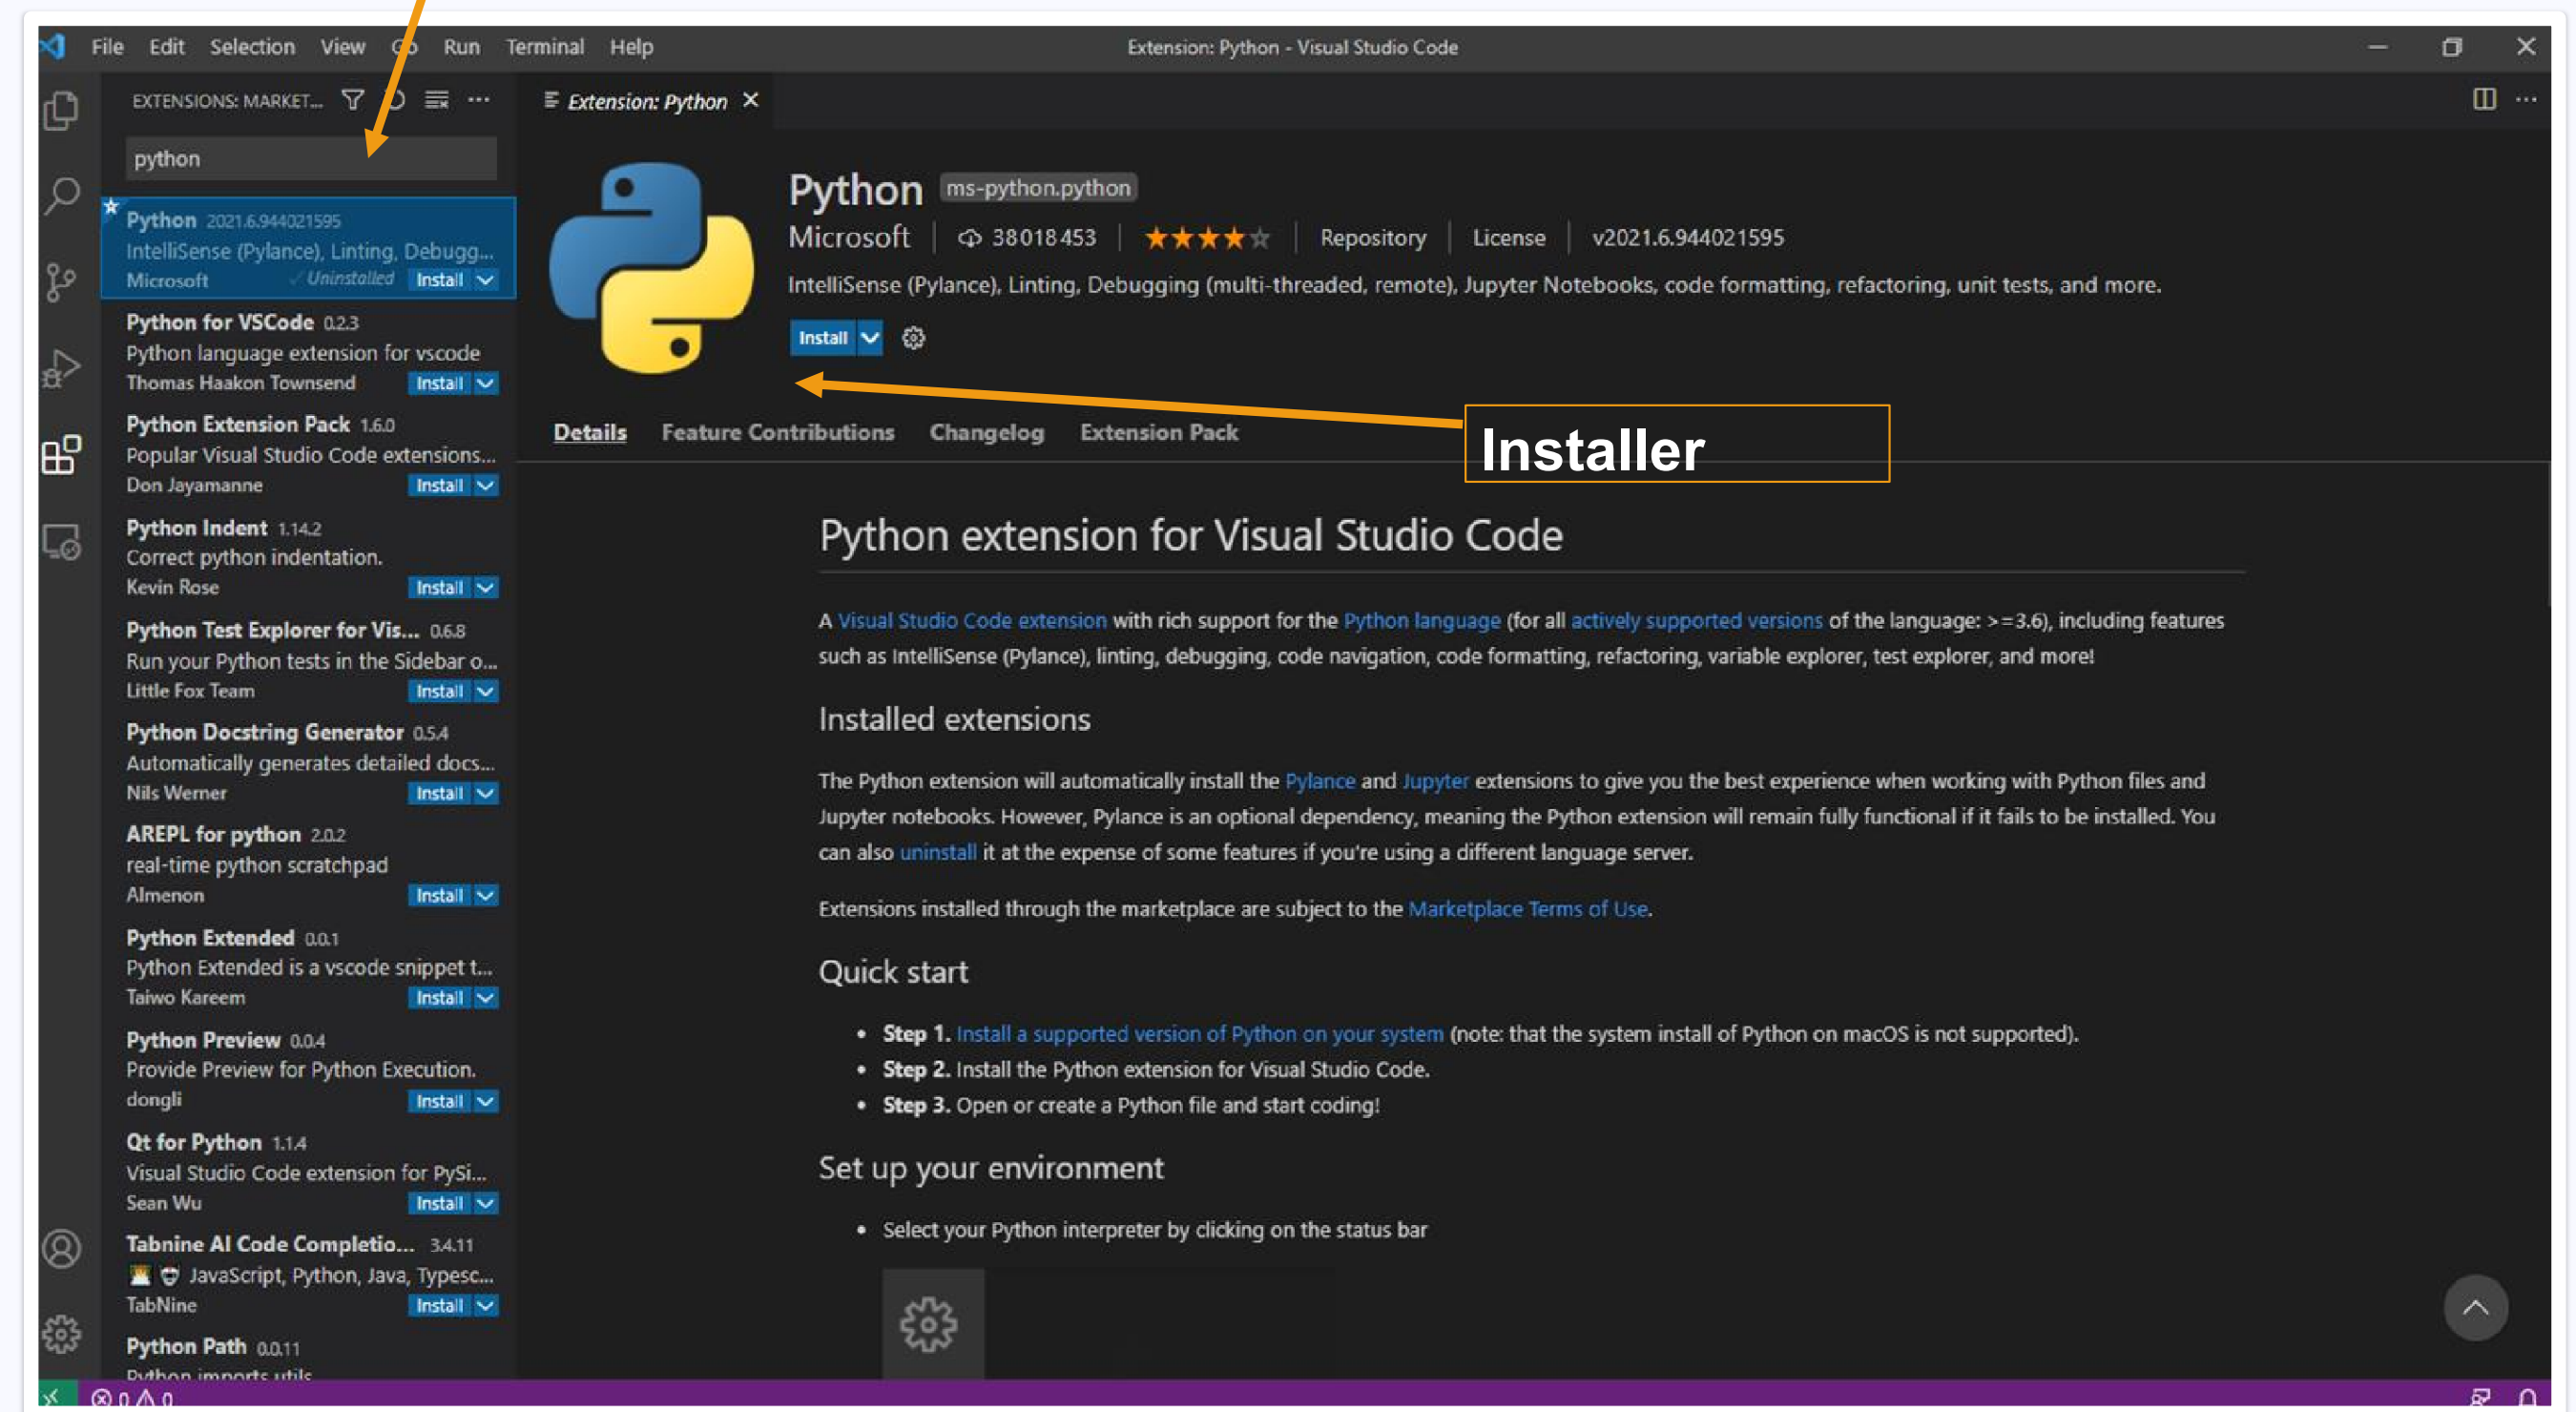 File Edit Selection View Go Run Terminal Help
Extension: Python - Visual Studio Code
EXTENSIONS: MARKET...
Extension: Python
python
Python 2021.6.944021595
IntelliSense (Pylance), Linting, Debugg...
Microsoft Uninstalled Install
Python for VSCode 0.2.3
Python language extension for vscode
Thomas Haakon Townsend Install
Python Extension Pack 1.6.0
Popular Visual Studio Code extensions...
Don Jayamanne Install
Python Indent 1.14.2
Correct python indentation.
Kevin Rose Install
Python Test Explorer for Vis... 0.6.8
Run your Python tests in the Sidebar o...
Little Fox Team Install
Python Docstring Generator 0.5.4
Automatically generates detailed docs...
Nils Werner Install
AREPL for python 2.0.2
real-time python scratchpad
Almenon Install
Python Extended 0.0.1
Python Extended is a vscode snippet t...
Taiwo Kareem Install
Python Preview 0.0.4
Provide Preview for Python Execution.
dongli Install
Qt for Python 1.1.4
Visual Studio Code extension for PySi...
Sean Wu Install
Tabnine AI Code Completio... 3.4.11
JavaScript, Python, Java, Typesc...
TabNine Install
Python Path 0.0.11
Python imports utils
Python ms-python.python
Microsoft 38018453 Repository License v2021.6.944021595
IntelliSense (Pylance), Linting, Debugging (multi-threaded, remote), Jupyter Notebooks, code formatting, refactoring, unit tests, and more.
Install
Installer
Details Feature Contributions Changelog Extension Pack
Python extension for Visual Studio Code
A Visual Studio Code extension with rich support for the Python language (for all actively supported versions of the language: >=3.6), including features
such as IntelliSense (Pylance), linting, debugging, code navigation, code formatting, refactoring, variable explorer, test explorer, and more!
Installed extensions
The Python extension will automatically install the Pylance and Jupyter extensions to give you the best experience when working with Python files and
Jupyter notebooks. However, Pylance is an optional dependency, meaning the Python extension will remain fully functional if it fails to be installed. You
can also uninstall it at the expense of some features if you're using a different language server.
Extensions installed through the marketplace are subject to the Marketplace Terms of Use.
Quick start
• Step 1. Install a supported version of Python on your system (note: that the system install of Python on macOS is not supported).
• Step 2. Install the Python extension for Visual Studio Code.
• Step 3. Open or create a Python file and start coding!
Set up your environment
• Select your Python interpreter by clicking on the status bar
0 0